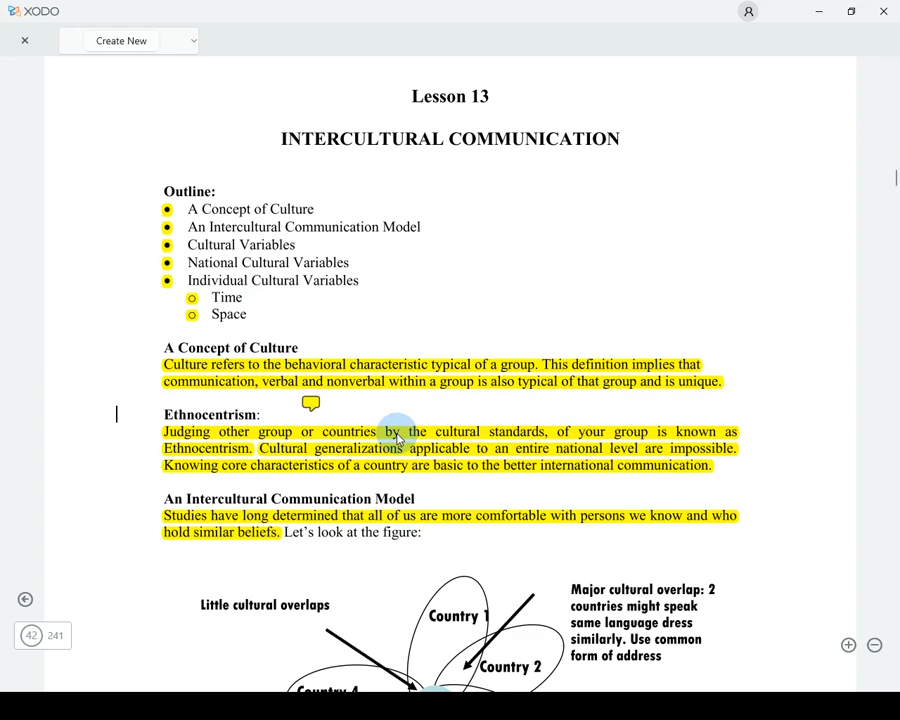 XODO
Create New
Lesson 13
INTERCULTURAL COMMUNICATION
Outline:
● A Concept of Culture
● An Intercultural Communication Model
● Cultural Variables
● National Cultural Variables
● Individual Cultural Variables
○ Time
○ Space
A Concept of Culture
Culture refers to the behavioral characteristic typical of a group. This definition implies that
communication, verbal and nonverbal within a group is also typical of that group and is unique.
Ethnocentrism:
Judging other group or countries by the cultural standards, of your group is known as
Ethnocentrism. Cultural generalizations applicable to an entire national level are impossible.
Knowing core characteristics of a country are basic to the better international communication.
An Intercultural Communication Model
Studies have long determined that all of us are more comfortable with persons we know and who
hold similar beliefs. Let's look at the figure:
Little cultural overlaps
Country 1
Major cultural overlap: 2
countries might speak
same language dress
similarly. Use common
form of address
Country 2
Country 4
42 241